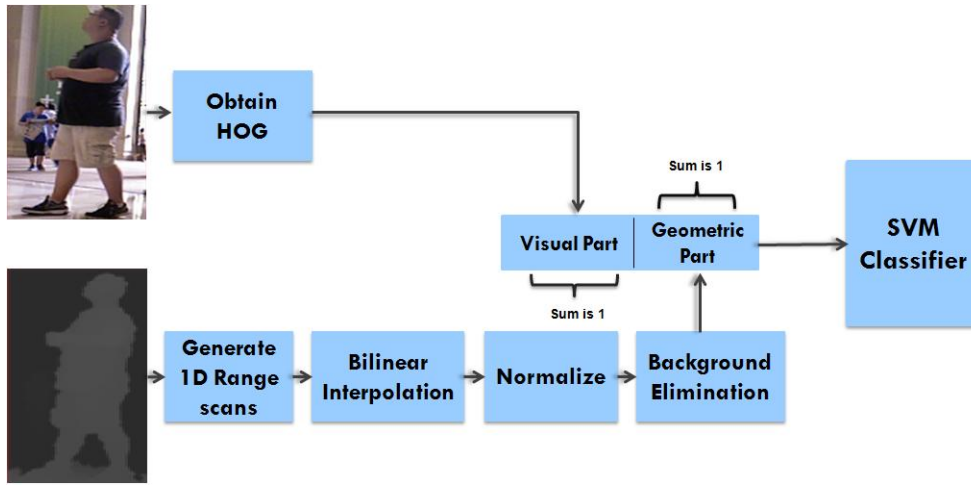 Obtain
HOG
Sum is 1
Visual Part
Geometric
Part
SVM
Classifier
Sum is 1
Generate
1D Range
scans
Bilinear
Interpolation
Normalize
Background
Elimination